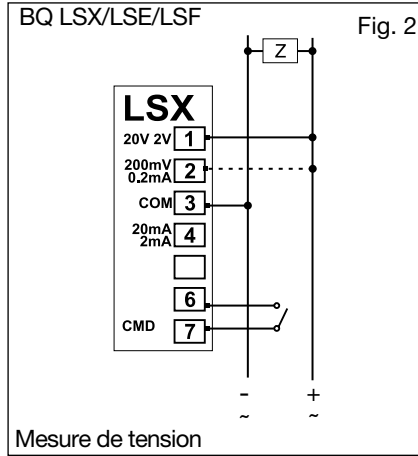 BQ LSX/LSE/LSF
Fig. 2
Z
LSX
20V 2V 1
200mV
0.2mA 2
COM 3
20mA
2mA 4
6
CMD 7
- +
~ ~
Mesure de tension